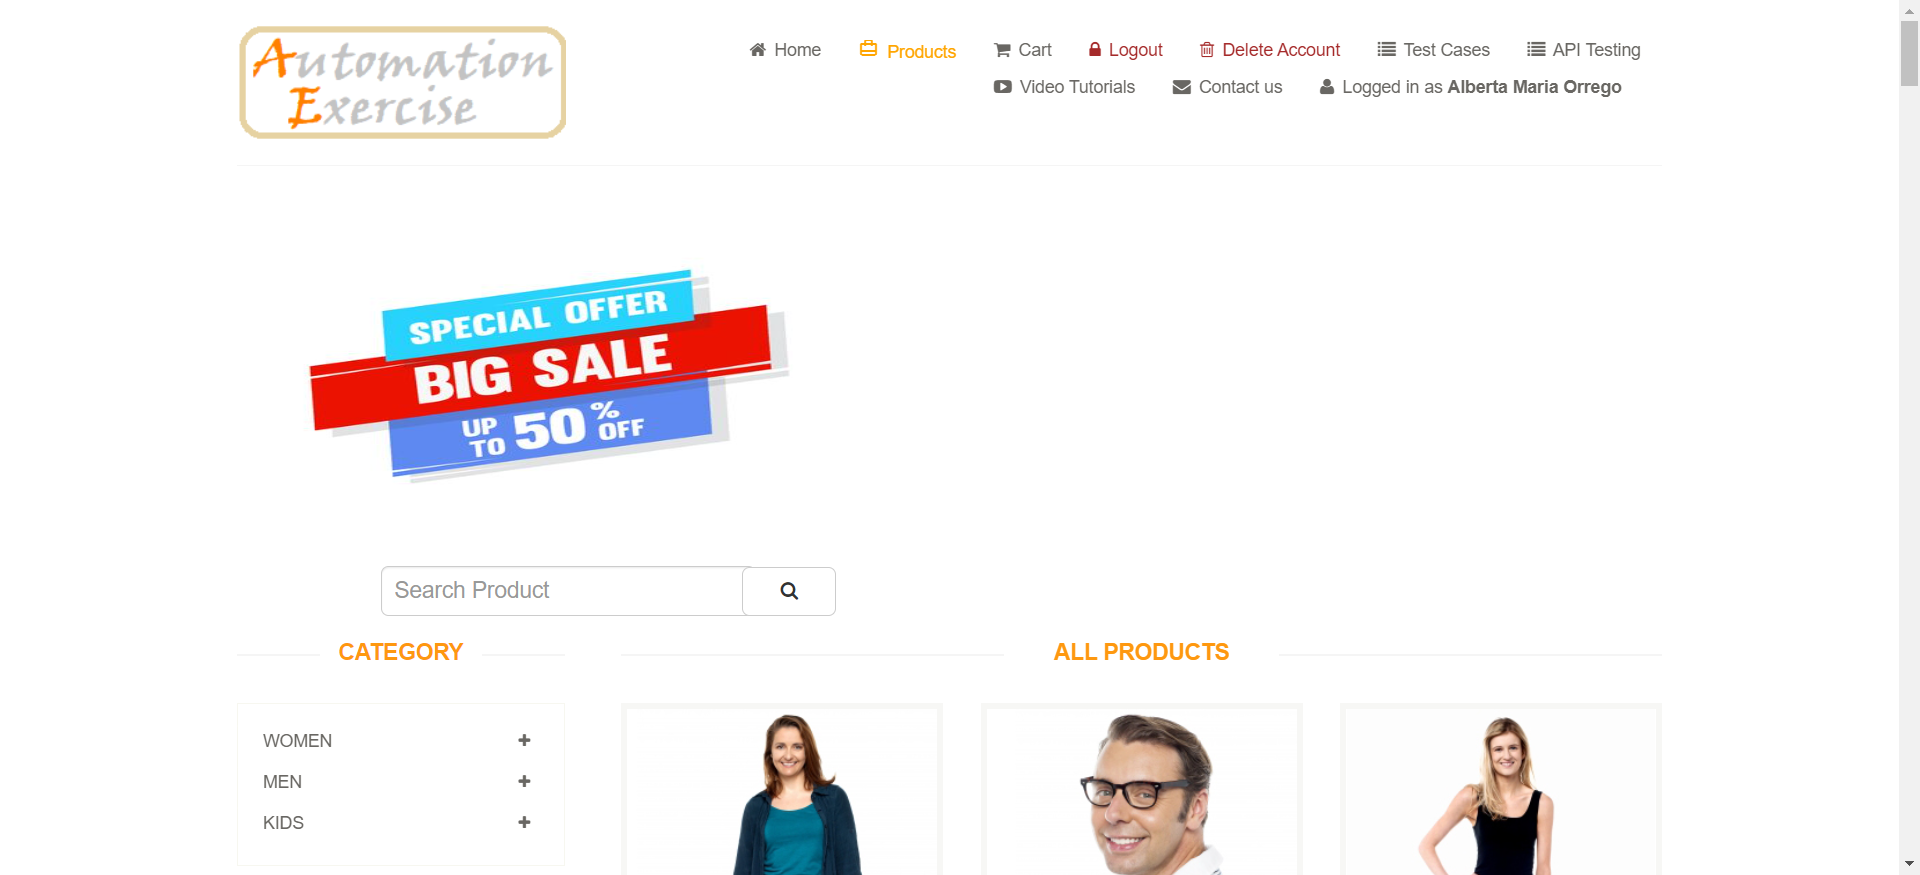 Automation
Exercise
Home
Products
Cart
Logout
Delete Account
Test Cases
API Testing
Video Tutorials
Contact us
Logged in as Alberta Maria Orrego
SPECIAL OFFER
BIG SALE
UP TO 50% OFF
Search Product
CATEGORY
ALL PRODUCTS
WOMEN
MEN
KIDS